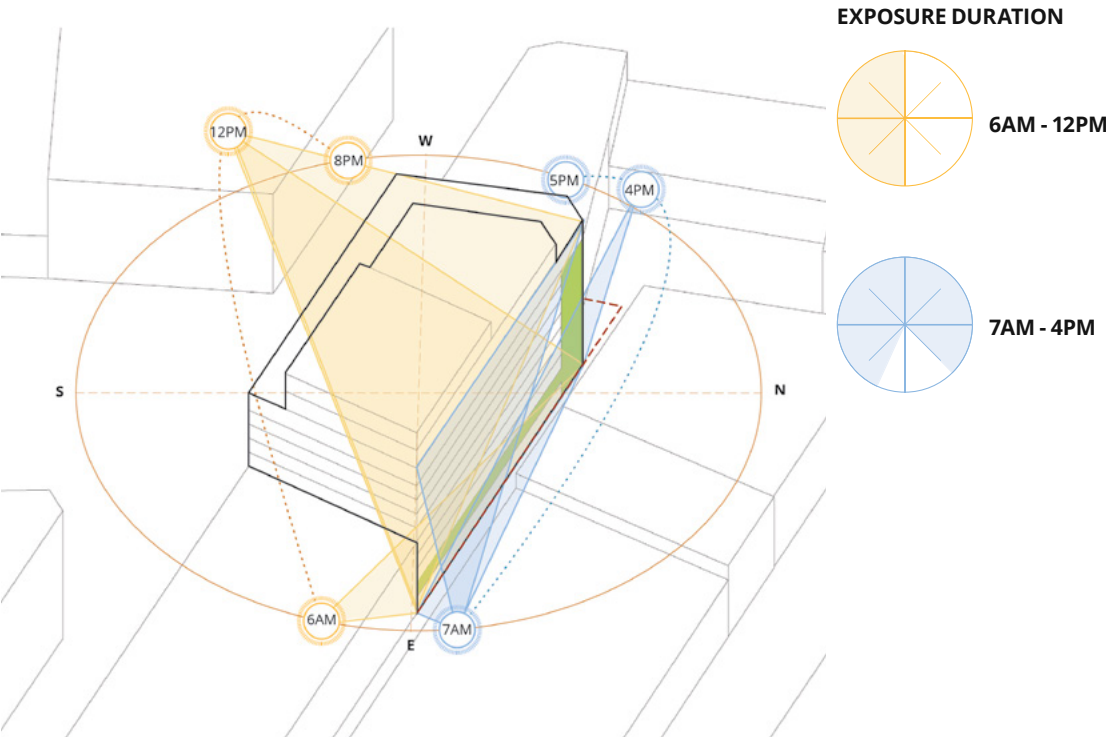 EXPOSURE DURATION
6AM - 12PM
12PM
8PM
W
5PM
4PM
7AM - 4PM
S
N
6AM
7AM
E